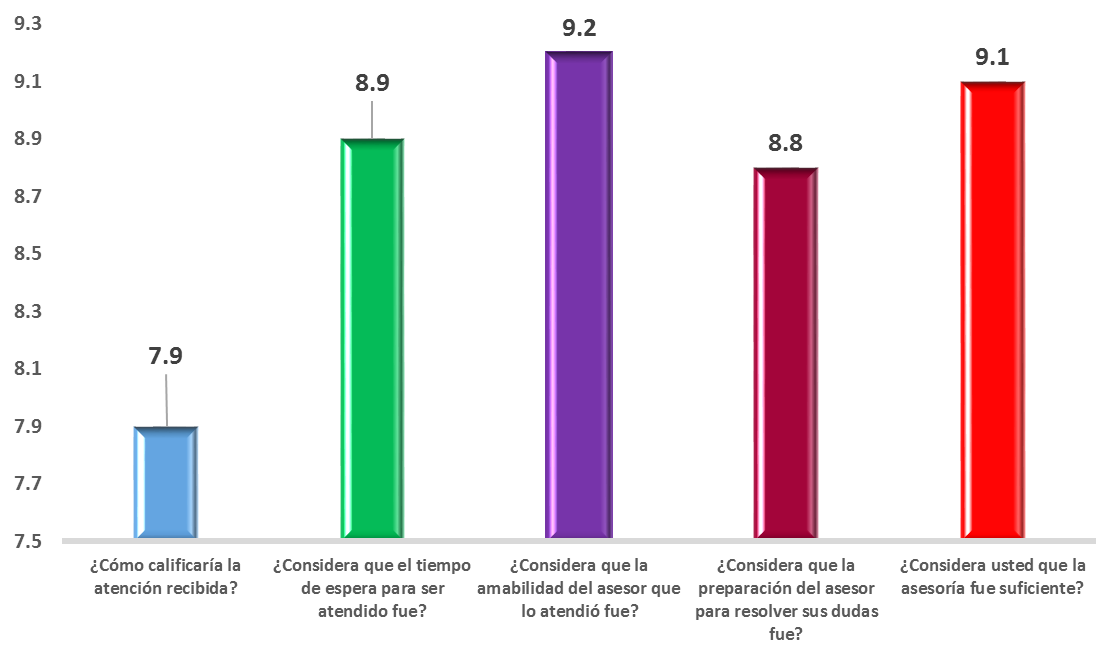 9.3
9.1
8.9
8.7
8.5
8.3
8.1
7.9
7.7
7.5
7.9
8.9
9.2
8.8
9.1
¿Cómo calificaría la
atención recibida?
¿Considera que el tiempo
de espera para ser
atendido fue?
¿Considera que la
amabilidad del asesor que
lo atendió fue?
¿Considera que la
preparación del asesor
para resolver sus dudas
fue?
¿Considera usted que la
asesoría fue suficiente?